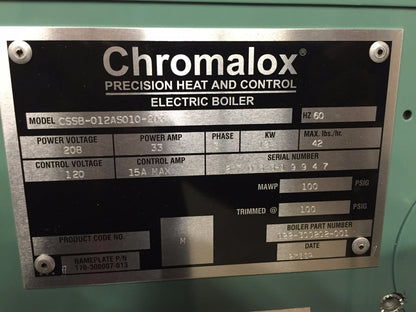 Chromalox®
PRECISION HEAT AND CONTROL
ELECTRIC BOILER
MODEL CSSB-012A5010- HZ 60
POWER VOLTAGE POWER AMP PHASE KW MAX. lbs./hr.
208 33 42
CONTROL VOLTAGE CONTROL AMP SERIAL NUMBER
120 15A MAX
MAWP 100 PSIG
TRIMMED @ 100 PSIG
PRODUCT CODE NO. M BOILER PART NUMBER
DATE
NAMEPLATE P/N
170-300007-013